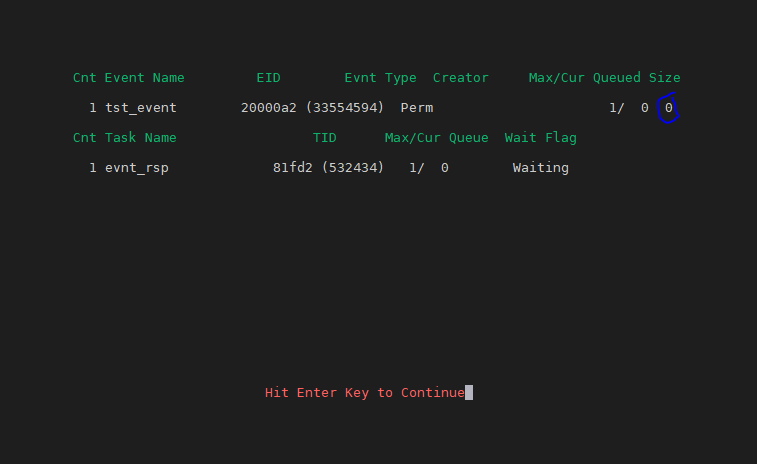 Cnt Event Name EID Evnt Type Creator Max/Cur Queued Size
1 tst_event 20000a2 (33554594) Perm 1/ 0 0
Cnt Task Name TID Max/Cur Queue Wait Flag
1 evnt_rsp 81fd2 (532434) 1/ 0 Waiting
Hit Enter Key to Continue